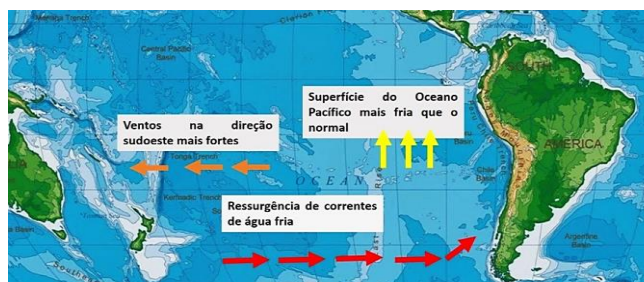 Clarion
Central Pacific
Basin
Superfície do Oceano
Pacífico mais fria que o
normal
Ventos na direção
sudoeste mais fortes
Tonga Trench
OCEAN
Chile
Basin
AMERICA
Kermadec Trench
Ressurgência de correntes
de água fria
Argentine
Basin